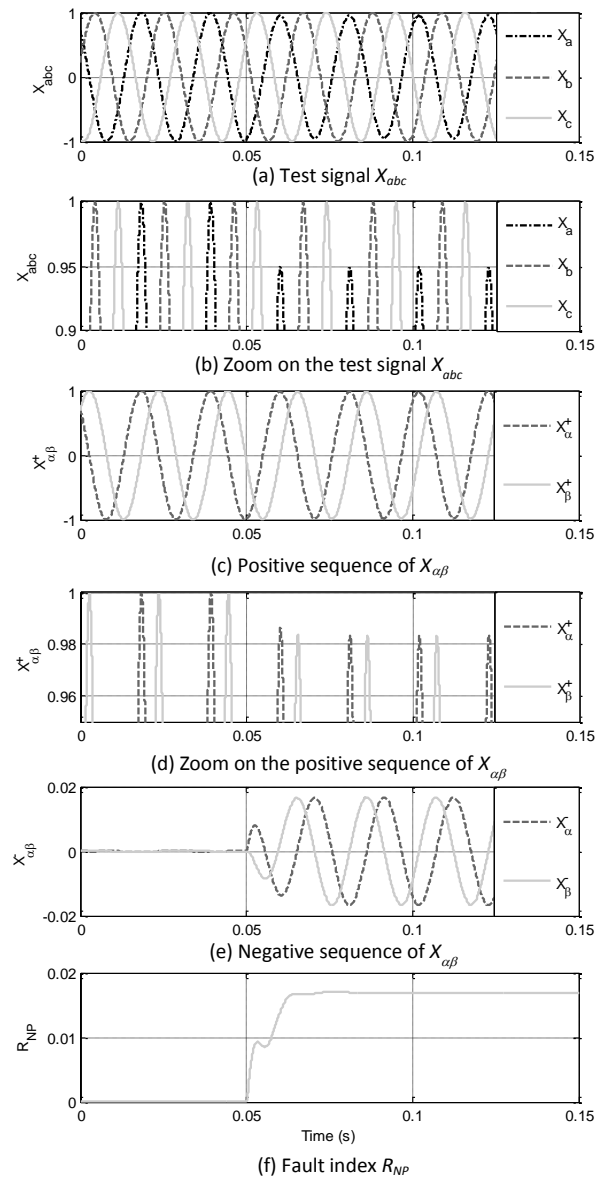 1
0
-1
X_abc
X_a
X_b
X_c
0 0.05 0.1 0.15
(a) Test signal X_abc
1
0.95
0.9
X_abc
X_a
X_b
X_c
0 0.05 0.1 0.15
(b) Zoom on the test signal X_abc
1
0
-1
X^+_αβ
X^+_α
X^+_β
0 0.05 0.1 0.15
(c) Positive sequence of X_αβ
1
0.98
0.96
X^+_αβ
X^+_α
X^+_β
0 0.05 0.1 0.15
(d) Zoom on the positive sequence of X_αβ
0.02
0
-0.02
X^-_αβ
X^-_α
X^-_β
0 0.05 0.1 0.15
(e) Negative sequence of X_αβ
0.02
0.01
0
R_NP
0 0.05 0.1 0.15
Time (s)
(f) Fault index R_NP